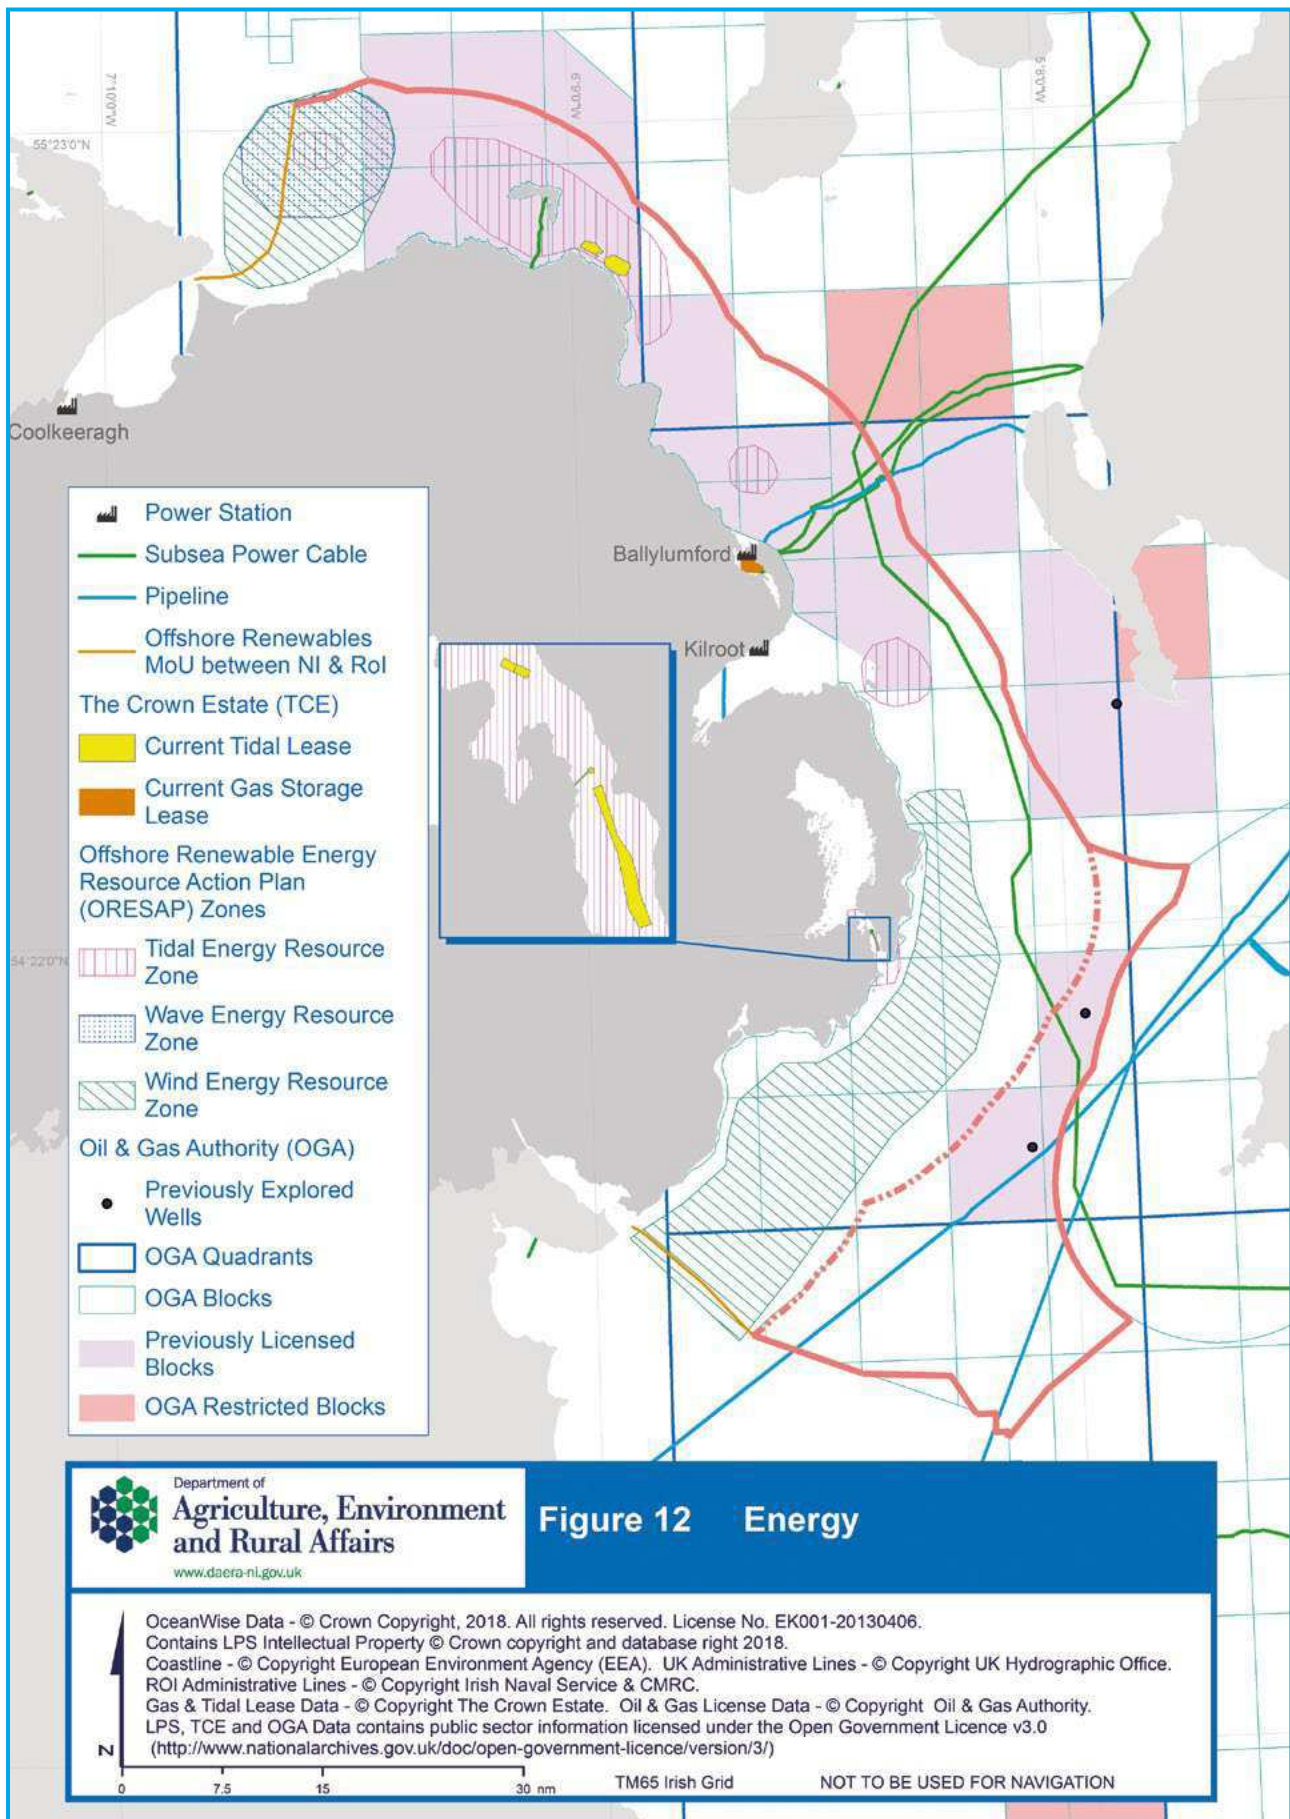 7°10'0"W
6°9'0"W
5°8'0"W
55°23'0"N
Coolkeeragh
Ballylumford
Kilroot
54°22'0"N
Power Station
Subsea Power Cable
Pipeline
Offshore Renewables
MoU between NI & RoI
The Crown Estate (TCE)
Current Tidal Lease
Current Gas Storage
Lease
Offshore Renewable Energy
Resource Action Plan
(ORESAP) Zones
Tidal Energy Resource
Zone
Wave Energy Resource
Zone
Wind Energy Resource
Zone
Oil & Gas Authority (OGA)
Previously Explored
Wells
OGA Quadrants
OGA Blocks
Previously Licensed
Blocks
OGA Restricted Blocks
Department of
Agriculture, Environment
and Rural Affairs
www.daera-ni.gov.uk
Figure 12 Energy
OceanWise Data - © Crown Copyright, 2018. All rights reserved. License No. EK001-20130406.
Contains LPS Intellectual Property © Crown copyright and database right 2018.
Coastline - © Copyright European Environment Agency (EEA). UK Administrative Lines - © Copyright UK Hydrographic Office.
ROI Administrative Lines - © Copyright Irish Naval Service & CMRC.
Gas & Tidal Lease Data - © Copyright The Crown Estate. Oil & Gas License Data - © Copyright Oil & Gas Authority.
LPS, TCE and OGA Data contains public sector information licensed under the Open Government Licence v3.0
(http://www.nationalarchives.gov.uk/doc/open-government-licence/version/3/)
N
0 7.5 15 30 nm
TM65 Irish Grid NOT TO BE USED FOR NAVIGATION